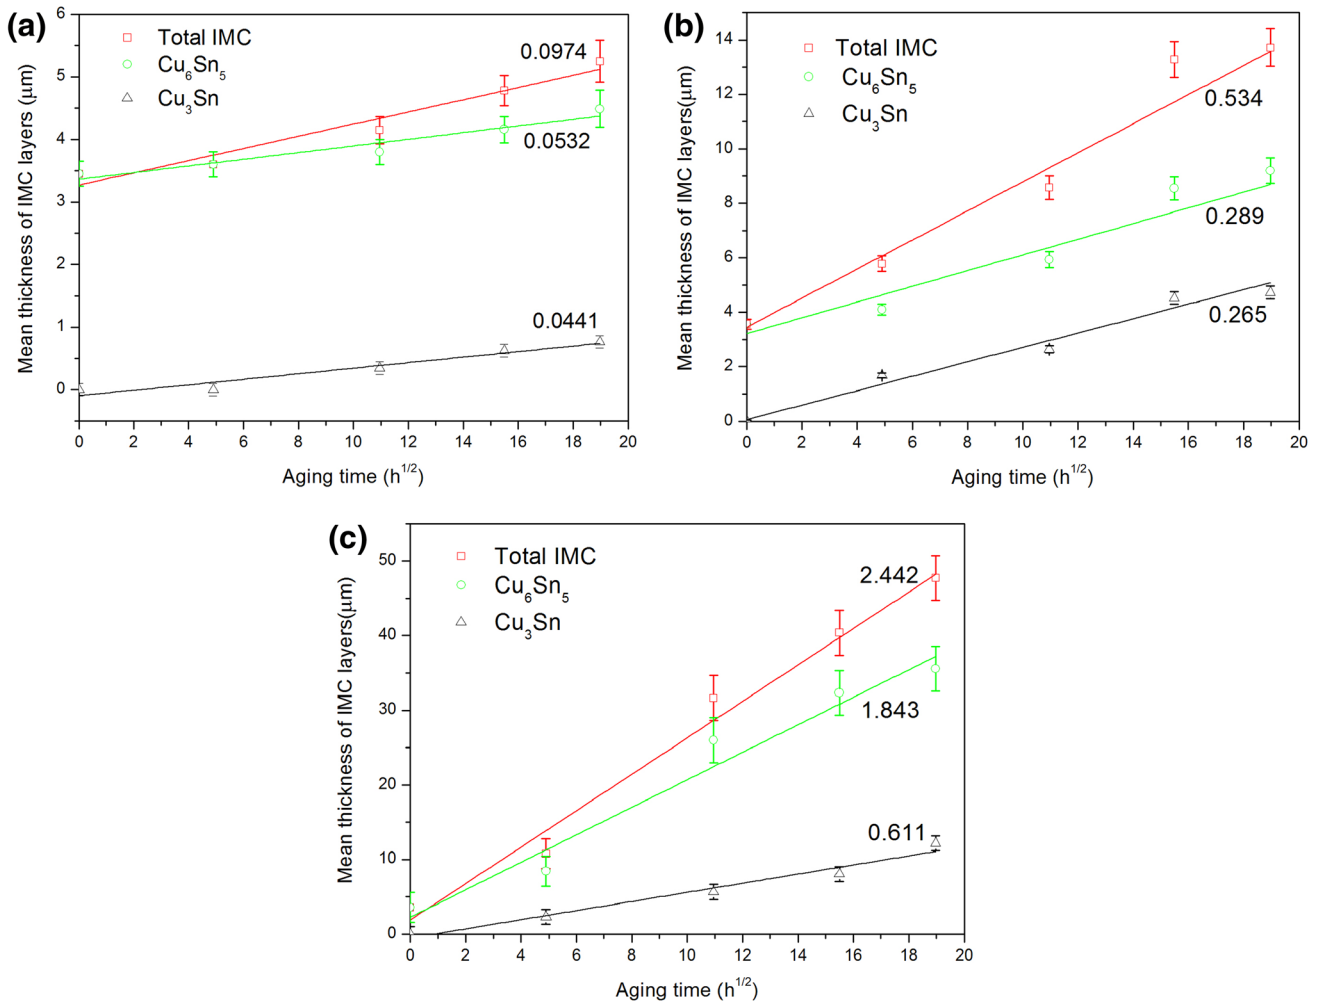 (a)
Total IMC
Cu6Sn5
Cu3Sn
0.0974
0.0532
0.0441
6
5
4
3
2
1
0
0 2 4 6 8 10 12 14 16 18 20
Mean thickness of IMC layers (μm)
Aging time (h1/2)
(b)
Total IMC
Cu6Sn5
Cu3Sn
0.534
0.289
0.265
14
12
10
8
6
4
2
0
0 2 4 6 8 10 12 14 16 18 20
Mean thickness of IMC layers(μm)
Aging time (h1/2)
(c)
Total IMC
Cu6Sn5
Cu3Sn
2.442
1.843
0.611
50
40
30
20
10
0
0 2 4 6 8 10 12 14 16 18 20
Mean thickness of IMC layers(μm)
Aging time (h1/2)